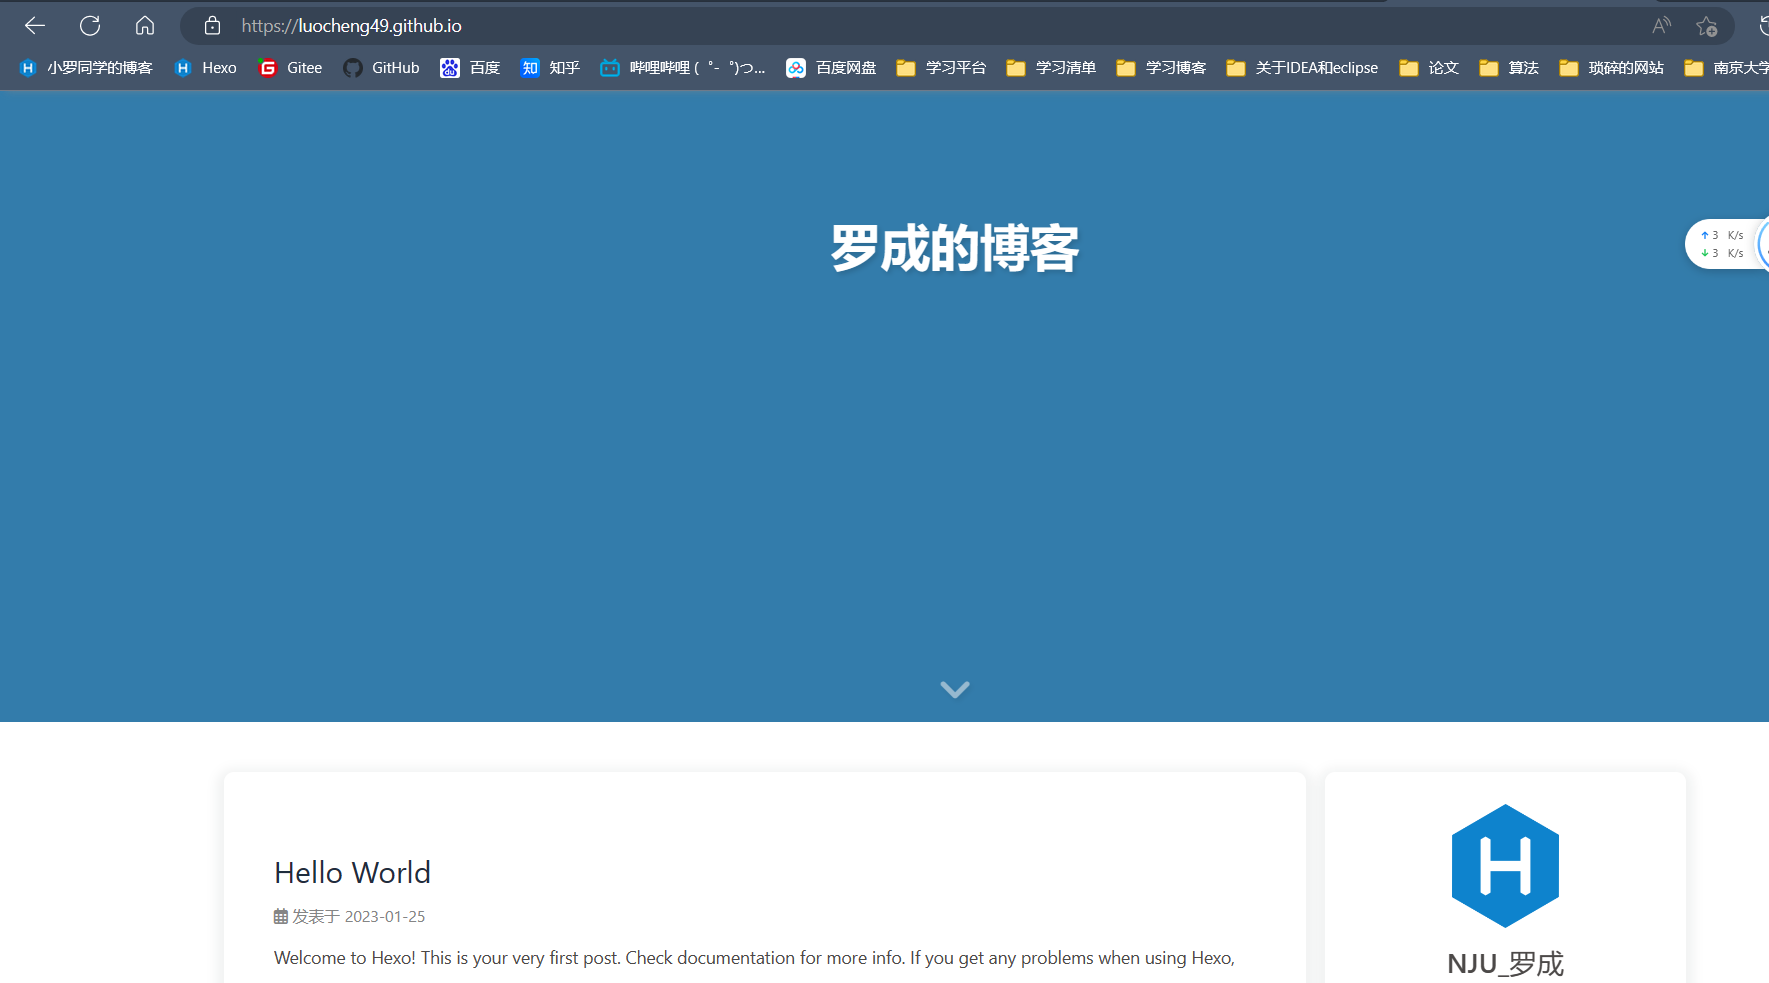 https://luocheng49.github.io
小罗同学的博客 Hexo Gitee GitHub 百度 知乎 哔哩哔哩 (゜-゜)つ... 百度网盘 学习平台 学习清单 学习博客 关于IDEA和eclipse 论文 算法 琐碎的网站 南京大学
罗成的博客
↑ 3 K/s
↓ 3 K/s
Hello World
发表于 2023-01-25
Welcome to Hexo! This is your very first post. Check documentation for more info. If you get any problems when using Hexo,
NJU_罗成